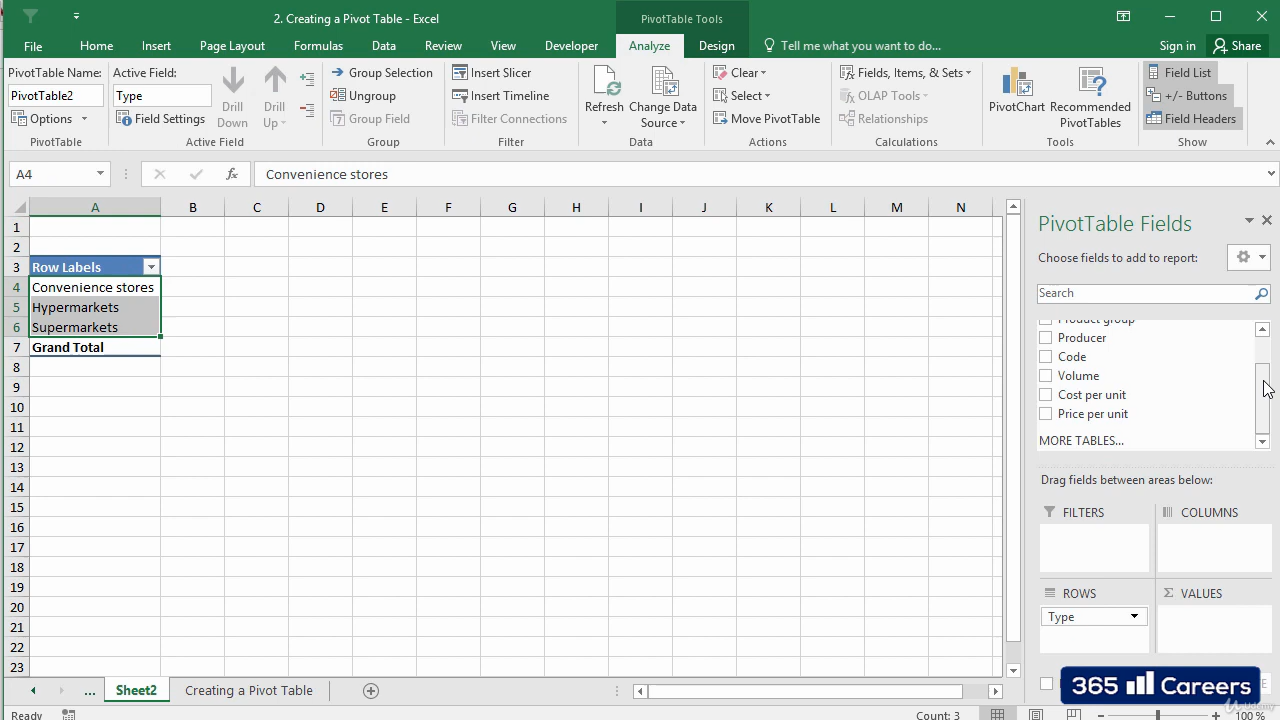 2. Creating a Pivot Table - Excel
PivotTable Tools
File Home Insert Page Layout Formulas Data Review View Developer Analyze Design Tell me what you want to do... Sign in Share
PivotTable Name:
PivotTable2
Options
PivotTable
Active Field:
Type
Field Settings
Drill Down
Drill Up
Active Field
Group Selection
Ungroup
Group Field
Group
Insert Slicer
Insert Timeline
Filter Connections
Filter
Refresh
Change Data Source
Data
Clear
Select
Move PivotTable
Actions
Fields, Items, & Sets
OLAP Tools
Relationships
Calculations
PivotChart
Recommended PivotTables
Tools
Field List
+/- Buttons
Field Headers
Show
A4 fx Convenience stores
A B C D E F G H I J K L M N
1
2
3 Row Labels
4 Convenience stores
5 Hypermarkets
6 Supermarkets
7 Grand Total
8
9
10
11
12
13
14
15
16
17
18
19
20
21
22
23
PivotTable Fields
Choose fields to add to report:
Search
Product group
Producer
Code
Volume
Cost per unit
Price per unit
MORE TABLES...
Drag fields between areas below:
FILTERS
COLUMNS
ROWS
VALUES
Type
... Sheet2 Creating a Pivot Table
365 Careers
Udemy
Ready
Count: 3
100 %